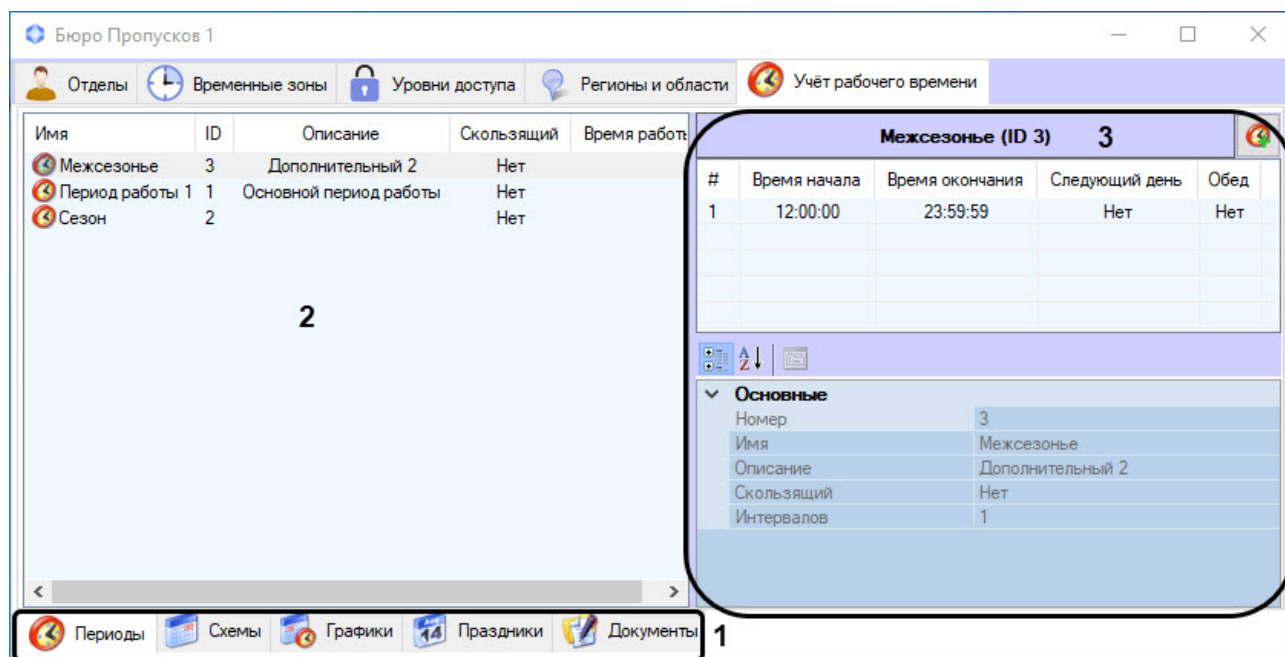 Бюро Пропусков 1
Отделы Временные зоны Уровни доступа Регионы и области Учёт рабочего времени
Имя ID Описание Скользящий Время работы
Межсезонье 3 Дополнительный 2 Нет
Период работы 1 1 Основной период работы Нет
Сезон 2 Нет
2
Межсезонье (ID 3) 3
# Время начала Время окончания Следующий день Обед
1 12:00:00 23:59:59 Нет Нет
Основные
Номер 3
Имя Межсезонье
Описание Дополнительный 2
Скользящий Нет
Интервалов 1
Периоды Схемы Графики 14 Праздники Документы 1